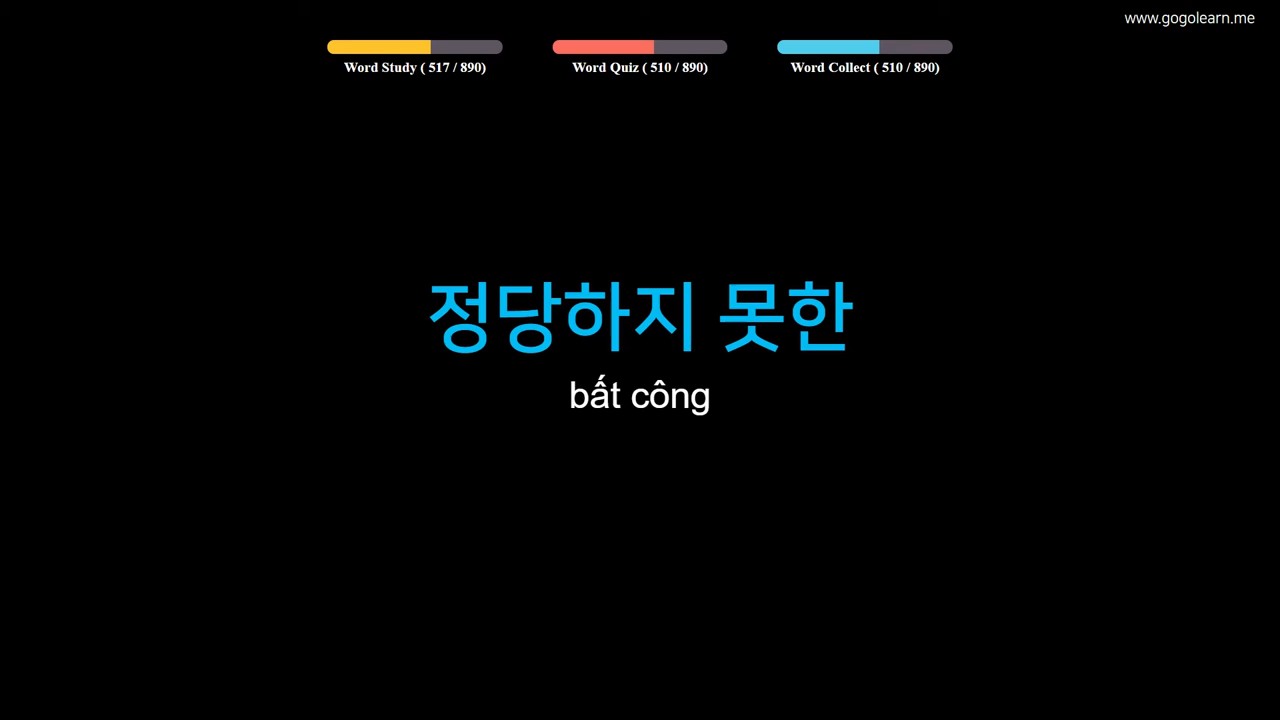 www.gogolearn.me
Word Study ( 517 / 890)
Word Quiz ( 510 / 890)
Word Collect ( 510 / 890)
정당하지 못한
bất công